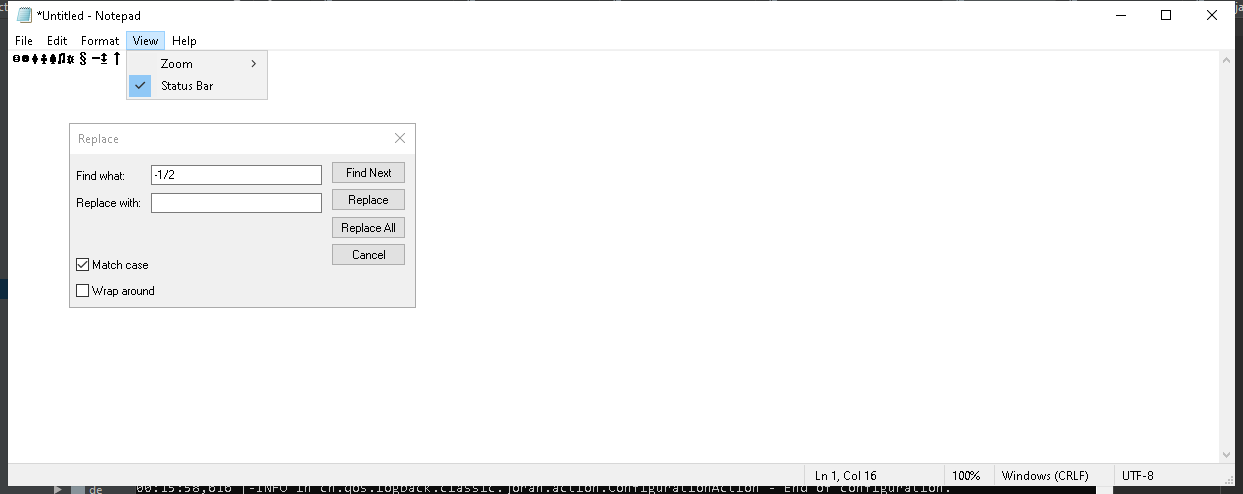 *Untitled - Notepad
File Edit Format View Help
Zoom
Status Bar
Replace
Find what: -1/2 Find Next
Replace with: Replace
Replace All
Cancel
Match case
Wrap around
Ln 1, Col 16 100% Windows (CRLF) UTF-8
de 00:15:58,616 |-INFO in ch.qos.logback.classic.joran.action.ConfigurationAction - End of configuration.